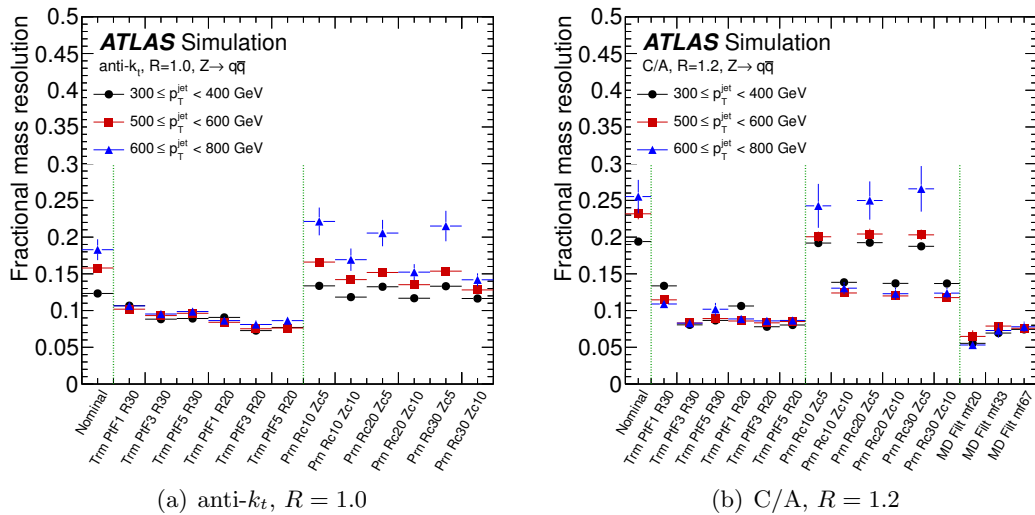 Fractional mass resolution
0.5
0.45
0.4
0.35
0.3
0.25
0.2
0.15
0.1
0.05
0
ATLAS Simulation
anti-kₜ, R=1.0, Z→ qq̅
300 ≤ p_T^jet < 400 GeV
500 ≤ p_T^jet < 600 GeV
600 ≤ p_T^jet < 800 GeV
Nominal
Trm PtF1 R30
Trm PtF3 R30
Trm PtF5 R30
Trm PtF1 R20
Trm PtF3 R20
Trm PtF5 R20
Prn Rc10 Zc5
Prn Rc10 Zc10
Prn Rc20 Zc5
Prn Rc20 Zc10
Prn Rc30 Zc5
Prn Rc30 Zc10
(a) anti-kₜ, R = 1.0
Fractional mass resolution
0.5
0.45
0.4
0.35
0.3
0.25
0.2
0.15
0.1
0.05
0
ATLAS Simulation
C/A, R=1.2, Z→ qq̅
300 ≤ p_T^jet < 400 GeV
500 ≤ p_T^jet < 600 GeV
600 ≤ p_T^jet < 800 GeV
Nominal
Trm PtF1 R30
Trm PtF3 R30
Trm PtF5 R30
Trm PtF1 R20
Trm PtF3 R20
Trm PtF5 R20
Prn Rc10 Zc5
Prn Rc10 Zc10
Prn Rc20 Zc5
Prn Rc20 Zc10
Prn Rc30 Zc5
Prn Rc30 Zc10
MD Filt mf20
MD Filt mf33
MD Filt mf67
(b) C/A, R = 1.2